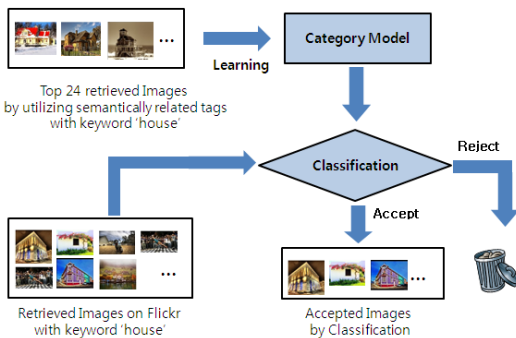 ...
Learning
Category Model
Top 24 retrieved Images
by utilizing semantically related tags
with keyword 'house'
Classification
Reject
Accept
...
...
Retrieved Images on Flickr
with keyword 'house'
Accepted Images
by Classification